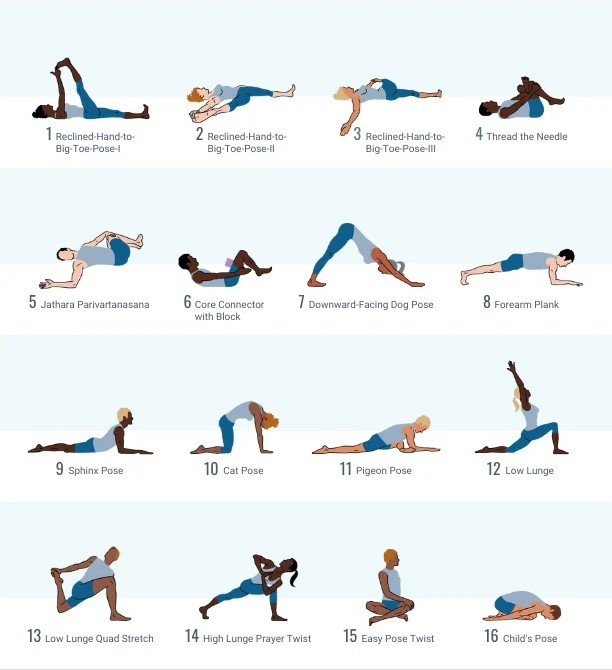 1 Reclined-Hand-to-
Big-Toe-Pose-I
2 Reclined-Hand-to-
Big-Toe-Pose-II
3 Reclined-Hand-to-
Big-Toe-Pose-III
4 Thread the Needle
5 Jathara Parivartanasana
6 Core Connector
with Block
7 Downward-Facing Dog Pose
8 Forearm Plank
9 Sphinx Pose
10 Cat Pose
11 Pigeon Pose
12 Low Lunge
13 Low Lunge Quad Stretch
14 High Lunge Prayer Twist
15 Easy Pose Twist
16 Child's Pose